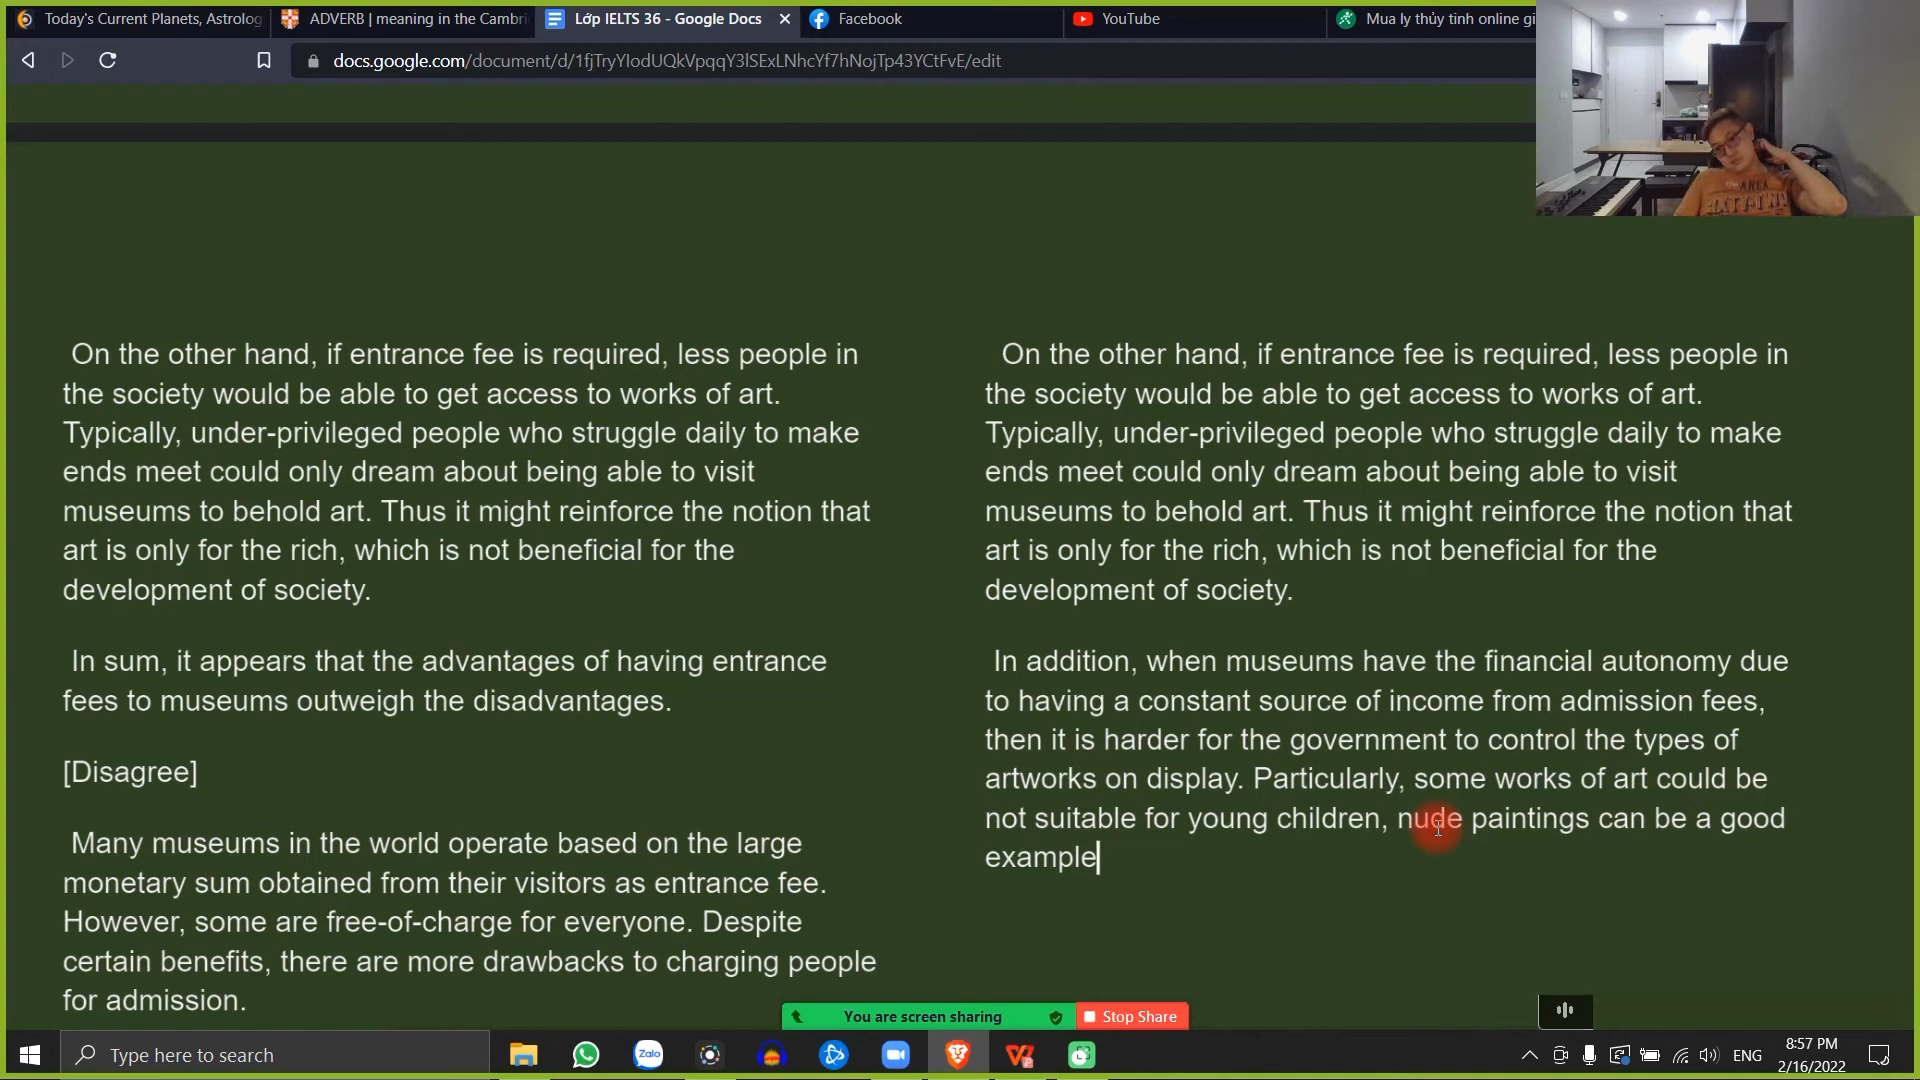 Today's Current Planets, Astrolog
ADVERB | meaning in the Cambri
Lớp IELTS 36 - Google Docs
Facebook
YouTube
Mua ly thủy tinh online gi
docs.google.com/document/d/1fjTryYIodUQkVpqqY3lSExLNhcYf7hNojTp43YCtFvE/edit
On the other hand, if entrance fee is required, less people in
the society would be able to get access to works of art.
Typically, under-privileged people who struggle daily to make
ends meet could only dream about being able to visit
museums to behold art. Thus it might reinforce the notion that
art is only for the rich, which is not beneficial for the
development of society.
In sum, it appears that the advantages of having entrance
fees to museums outweigh the disadvantages.
[Disagree]
Many museums in the world operate based on the large
monetary sum obtained from their visitors as entrance fee.
However, some are free-of-charge for everyone. Despite
certain benefits, there are more drawbacks to charging people
for admission.
On the other hand, if entrance fee is required, less people in
the society would be able to get access to works of art.
Typically, under-privileged people who struggle daily to make
ends meet could only dream about being able to visit
museums to behold art. Thus it might reinforce the notion that
art is only for the rich, which is not beneficial for the
development of society.
In addition, when museums have the financial autonomy due
to having a constant source of income from admission fees,
then it is harder for the government to control the types of
artworks on display. Particularly, some works of art could be
not suitable for young children, nude paintings can be a good
example
You are screen sharing
Stop Share
Type here to search
Zalo
ENG
8:57 PM
2/16/2022